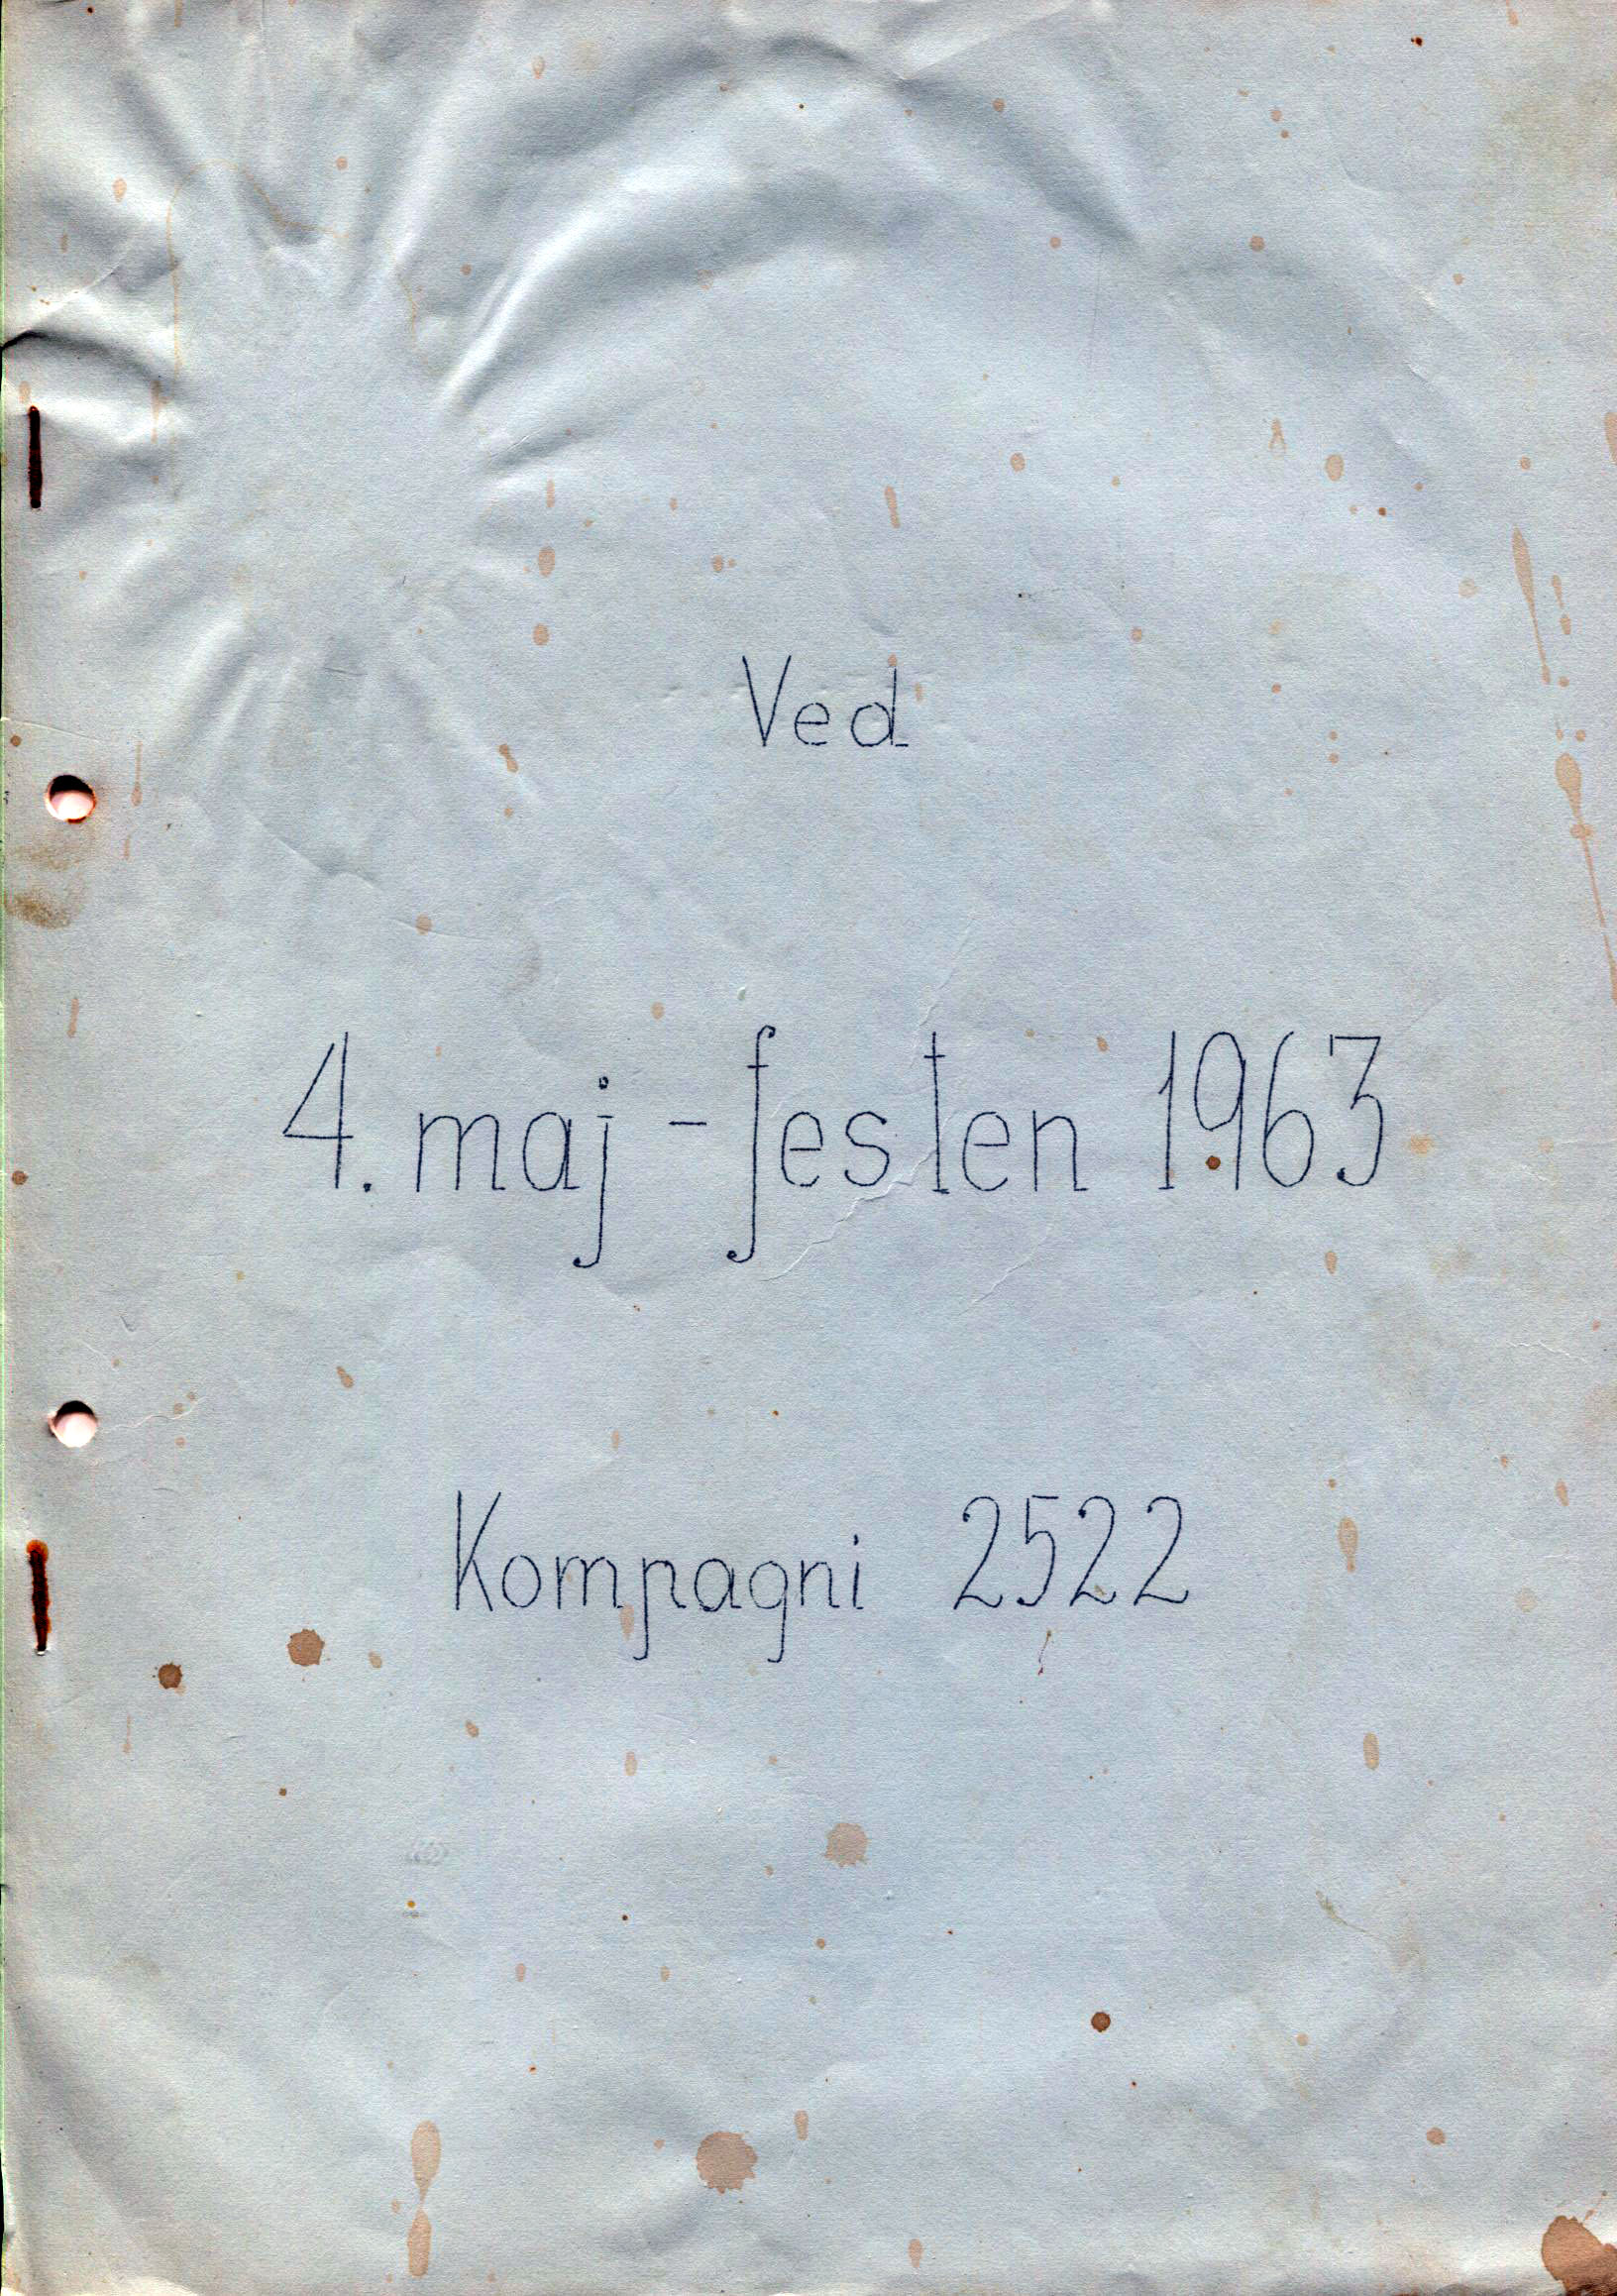 Ved
4. maj - festen 1963
Kompagni 2522